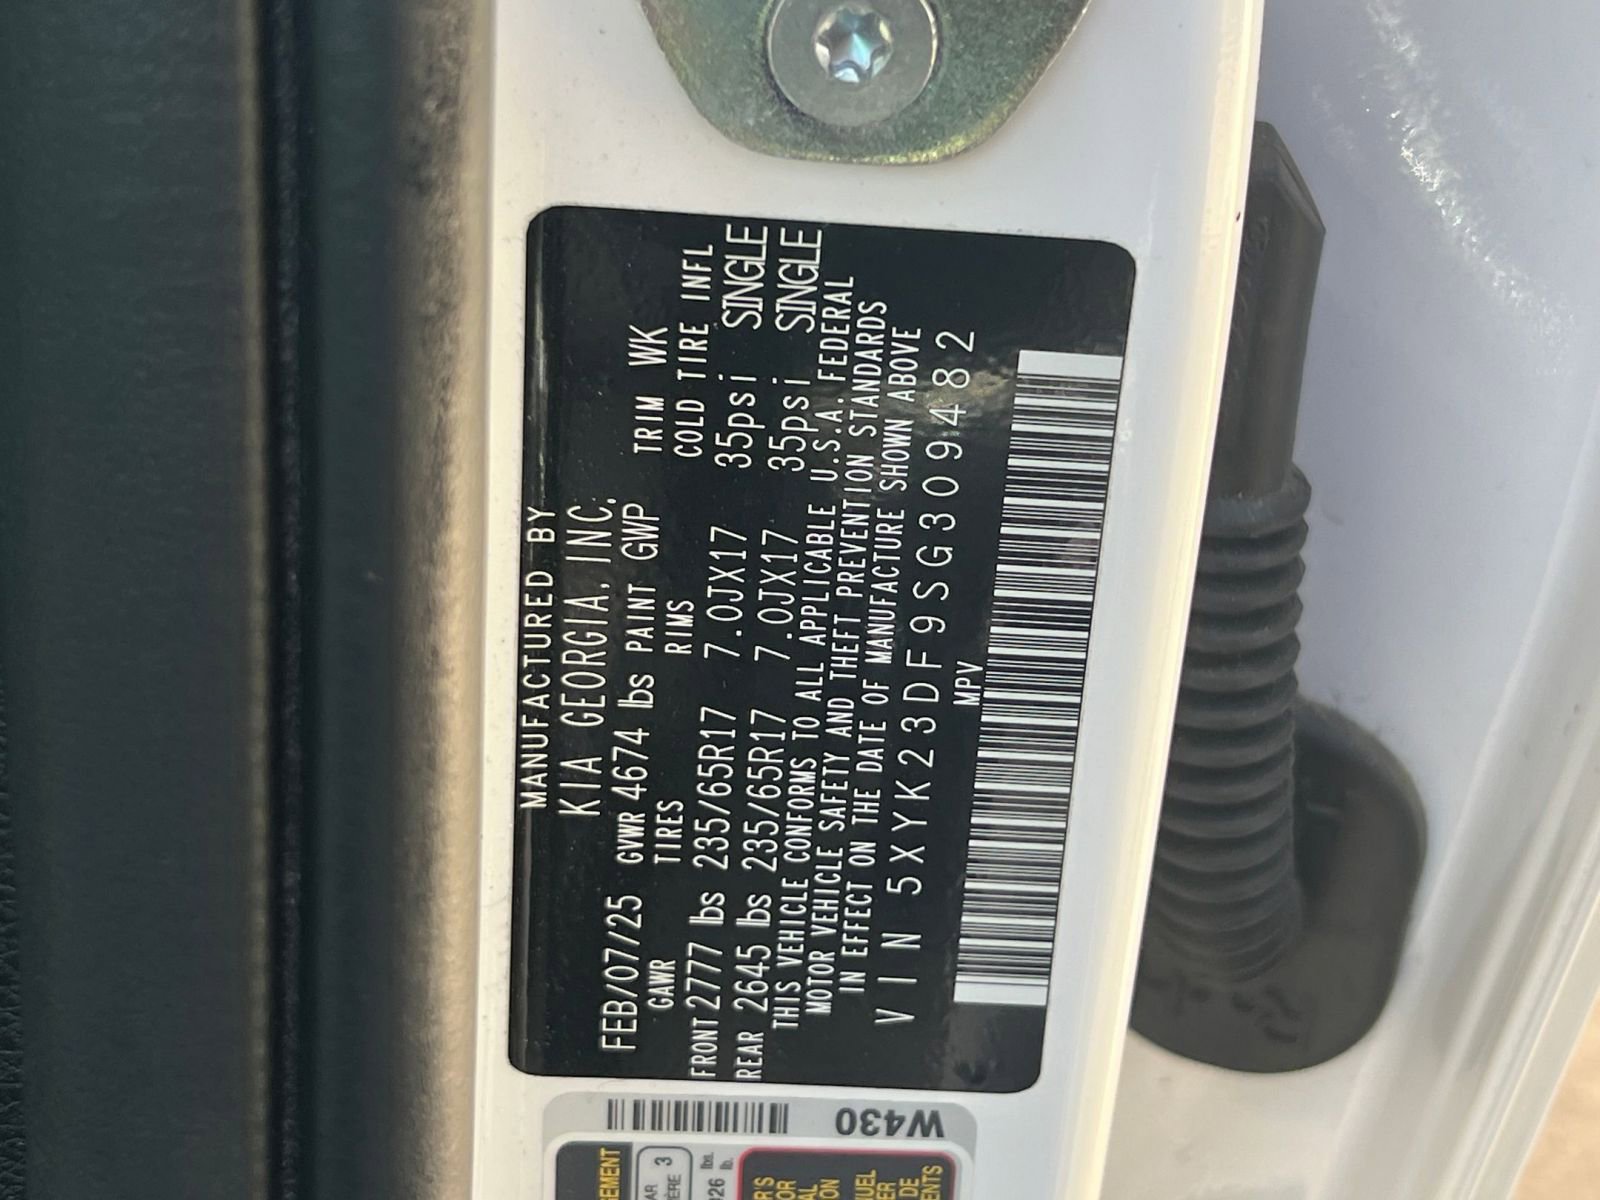 MANUFACTURED BY
KIA GEORGIA, INC.
FEB/07/25 GVWR 4674 lbs PAINT GWP TRIM WK
GAWR TIRES RIMS COLD TIRE INFL
FRONT 2777 lbs 235/65R17 7.0JX17 35psi SINGLE
REAR 2645 lbs 235/65R17 7.0JX17 35psi SINGLE
THIS VEHICLE CONFORMS TO ALL APPLICABLE U.S.A. FEDERAL
MOTOR VEHICLE SAFETY AND THEFT PREVENTION STANDARDS
IN EFFECT ON THE DATE OF MANUFACTURE SHOWN ABOVE
VIN 5XYK23DF9SG309482
MPV
W430
3